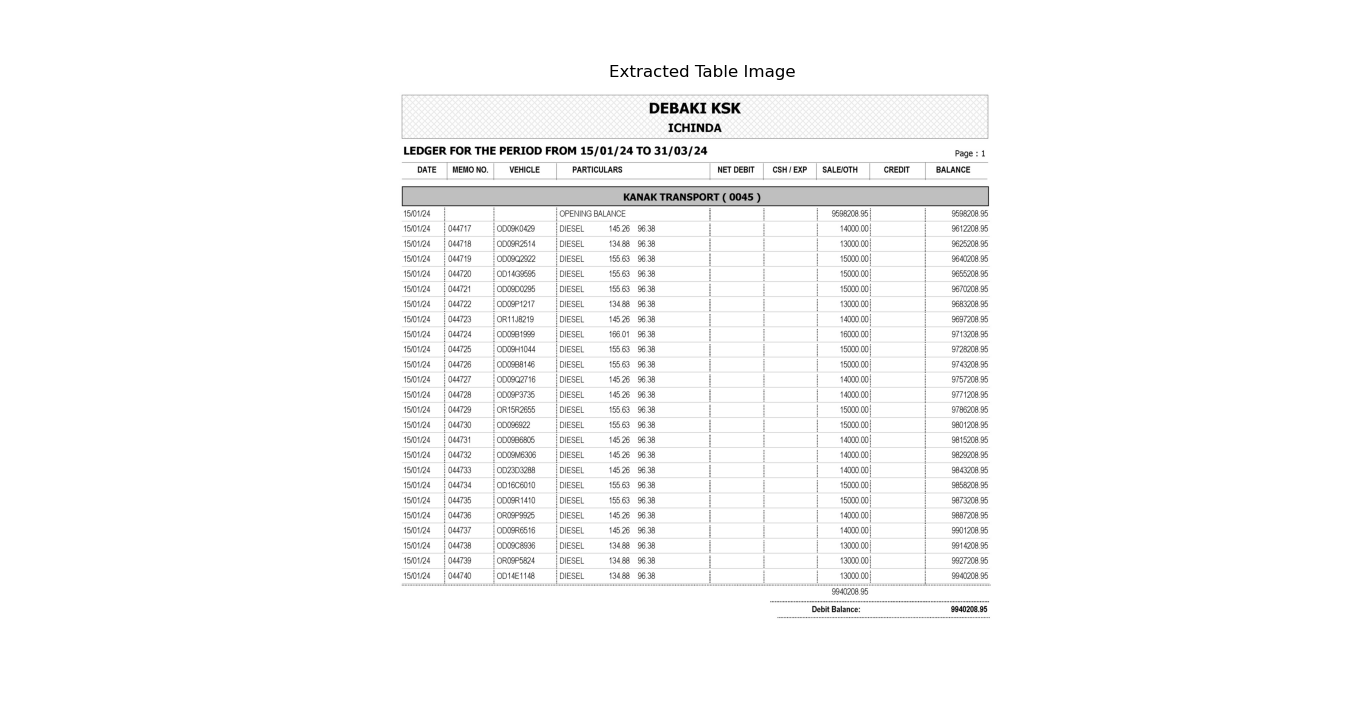 Extracted Table Image
DEBAKI KSK
ICHINDA
LEDGER FOR THE PERIOD FROM 15/01/24 TO 31/03/24
Page : 1
DATE MEMO NO. VEHICLE PARTICULARS NET DEBIT CSH / EXP SALE/OTH CREDIT BALANCE
KANAK TRANSPORT ( 0045 )
15/01/24 OPENING BALANCE 9598208.95 9598208.95
15/01/24 044717 OD09K0429 DIESEL 145.26 96.38 14000.00 9612208.95
15/01/24 044718 OD09R2514 DIESEL 134.88 96.38 13000.00 9625208.95
15/01/24 044719 OD09Q2922 DIESEL 155.63 96.38 15000.00 9640208.95
15/01/24 044720 OD14G9595 DIESEL 155.63 96.38 15000.00 9655208.95
15/01/24 044721 OD09D0295 DIESEL 155.63 96.38 15000.00 9670208.95
15/01/24 044722 OD09P1217 DIESEL 134.88 96.38 13000.00 9683208.95
15/01/24 044723 OR11J8219 DIESEL 145.26 96.38 14000.00 9697208.95
15/01/24 044724 OD09B1999 DIESEL 166.01 96.38 16000.00 9713208.95
15/01/24 044725 OD09H1044 DIESEL 155.63 96.38 15000.00 9728208.95
15/01/24 044726 OD09B8146 DIESEL 155.63 96.38 15000.00 9743208.95
15/01/24 044727 OD09Q2716 DIESEL 145.26 96.38 14000.00 9757208.95
15/01/24 044728 OD09P3735 DIESEL 145.26 96.38 14000.00 9771208.95
15/01/24 044729 OR15R2655 DIESEL 155.63 96.38 15000.00 9786208.95
15/01/24 044730 OD096922 DIESEL 155.63 96.38 15000.00 9801208.95
15/01/24 044731 OD09B6805 DIESEL 145.26 96.38 14000.00 9815208.95
15/01/24 044732 OD09M6306 DIESEL 145.26 96.38 14000.00 9829208.95
15/01/24 044733 OD23D3288 DIESEL 145.26 96.38 14000.00 9843208.95
15/01/24 044734 OD16C6010 DIESEL 155.63 96.38 15000.00 9858208.95
15/01/24 044735 OD09R1410 DIESEL 155.63 96.38 15000.00 9873208.95
15/01/24 044736 OR09P9925 DIESEL 145.26 96.38 14000.00 9887208.95
15/01/24 044737 OD09R6516 DIESEL 145.26 96.38 14000.00 9901208.95
15/01/24 044738 OD09C8936 DIESEL 134.88 96.38 13000.00 9914208.95
15/01/24 044739 OR09P5824 DIESEL 134.88 96.38 13000.00 9927208.95
15/01/24 044740 OD14E1148 DIESEL 134.88 96.38 13000.00 9940208.95
9940208.95
Debit Balance: 9940208.95